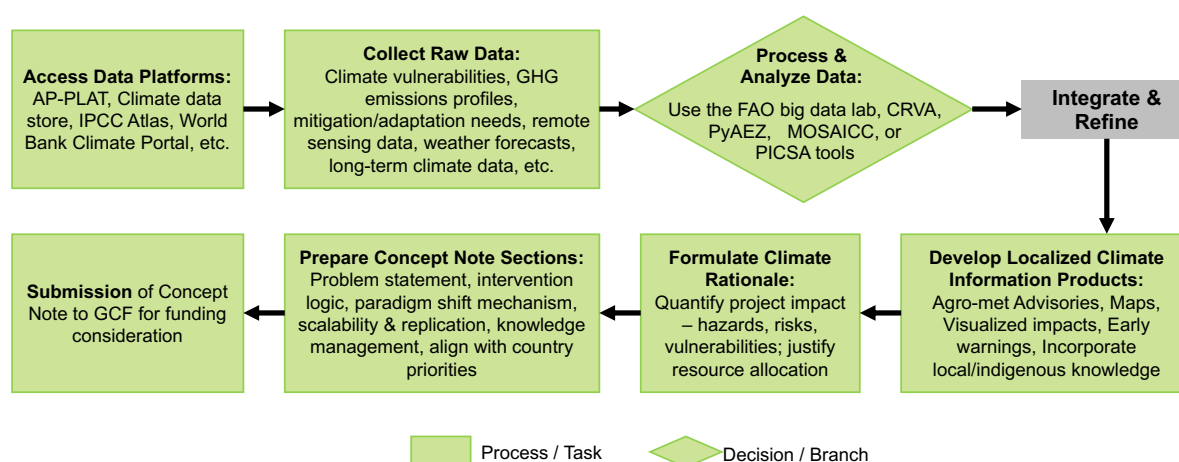 Access Data Platforms:
AP-PLAT, Climate data
store, IPCC Atlas, World
Bank Climate Portal, etc.
Collect Raw Data:
Climate vulnerabilities, GHG
emissions profiles,
mitigation/adaptation needs, remote
sensing data, weather forecasts,
long-term climate data, etc.
Process &
Analyze Data:
Use the FAO big data lab, CRVA,
PyAEZ, MOSAICC, or
PICSA tools
Integrate &
Refine
Submission of Concept
Note to GCF for funding
consideration
Prepare Concept Note Sections:
Problem statement, intervention
logic, paradigm shift mechanism,
scalability & replication, knowledge
management, align with country
priorities
Formulate Climate
Rationale:
Quantify project impact
– hazards, risks,
vulnerabilities; justify
resource allocation
Develop Localized Climate
Information Products:
Agro-met Advisories, Maps,
Visualized impacts, Early
warnings, Incorporate
local/indigenous knowledge
Process / Task
Decision / Branch